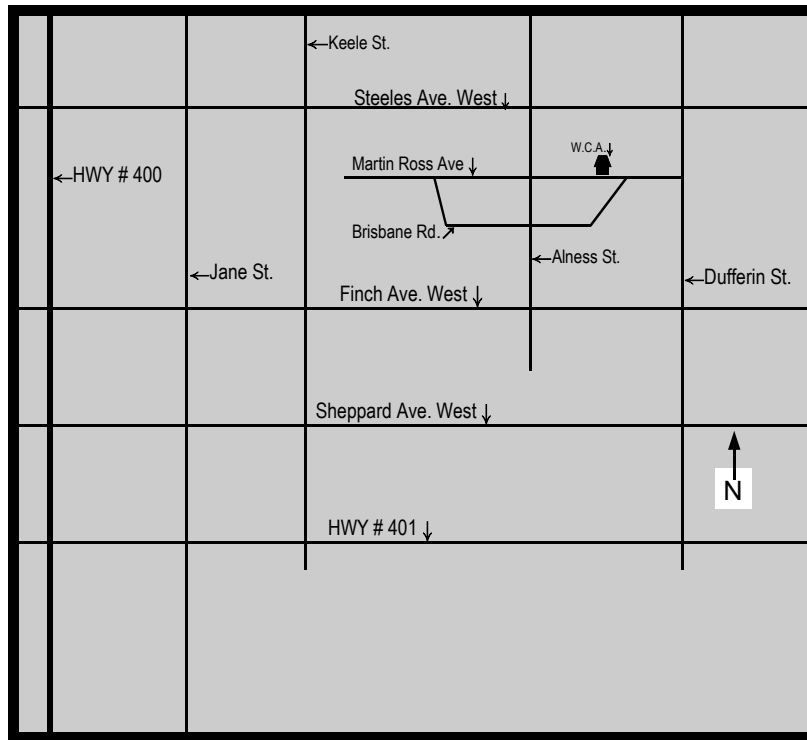 Keele St.
Steeles Ave. West
W.C.A.
Martin Ross Ave
HWY # 400
Brisbane Rd.
Alness St.
Jane St.
Dufferin St.
Finch Ave. West
Sheppard Ave. West
N
HWY # 401